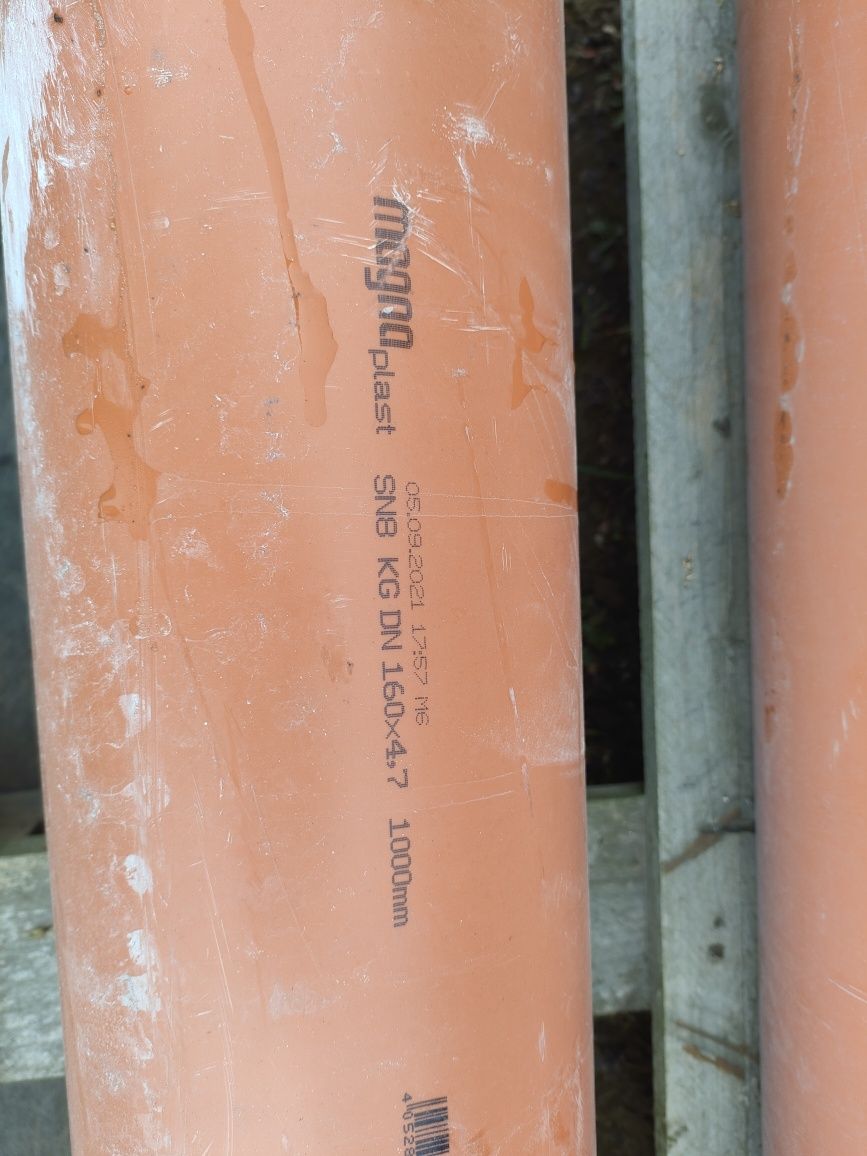 magnaplast SN8 KG DN 160x4,7 1000mm
05.09.2021 17:57 M6